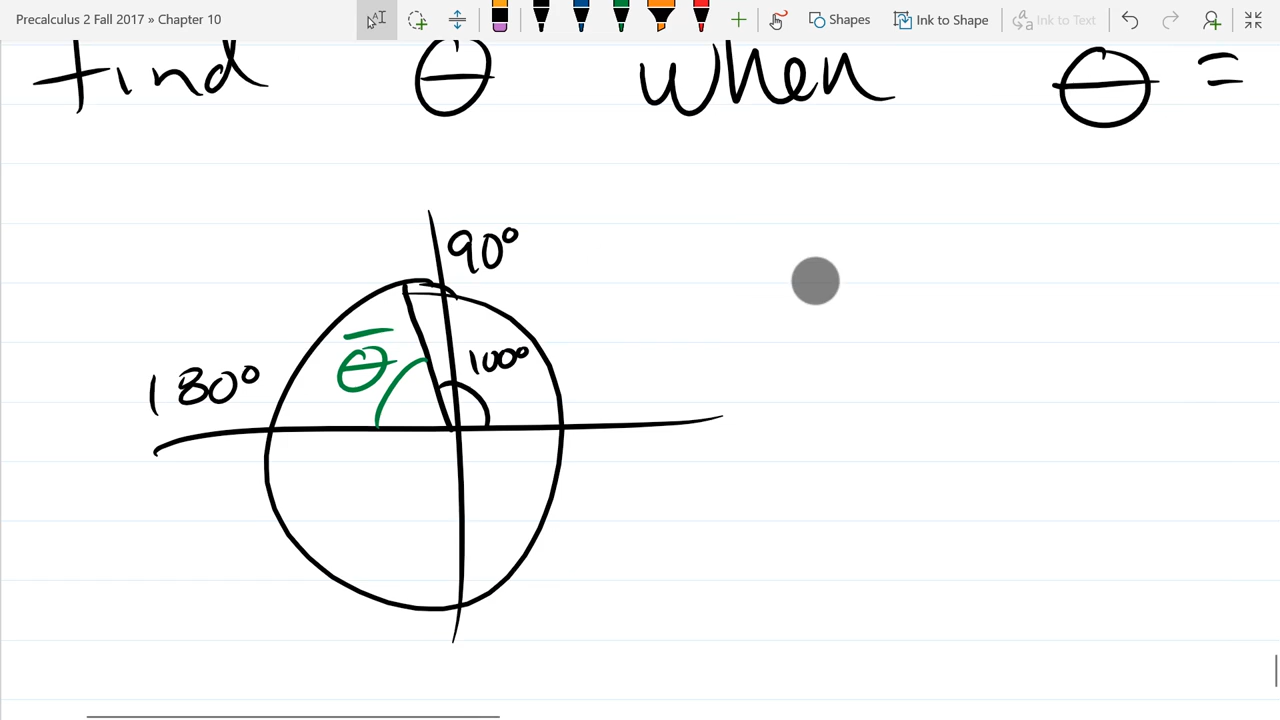 Precalculus 2 Fall 2017 » Chapter 10
Shapes
Ink to Shape
Ink to Text
find θ when θ =
90°
100°
θ̅
180°